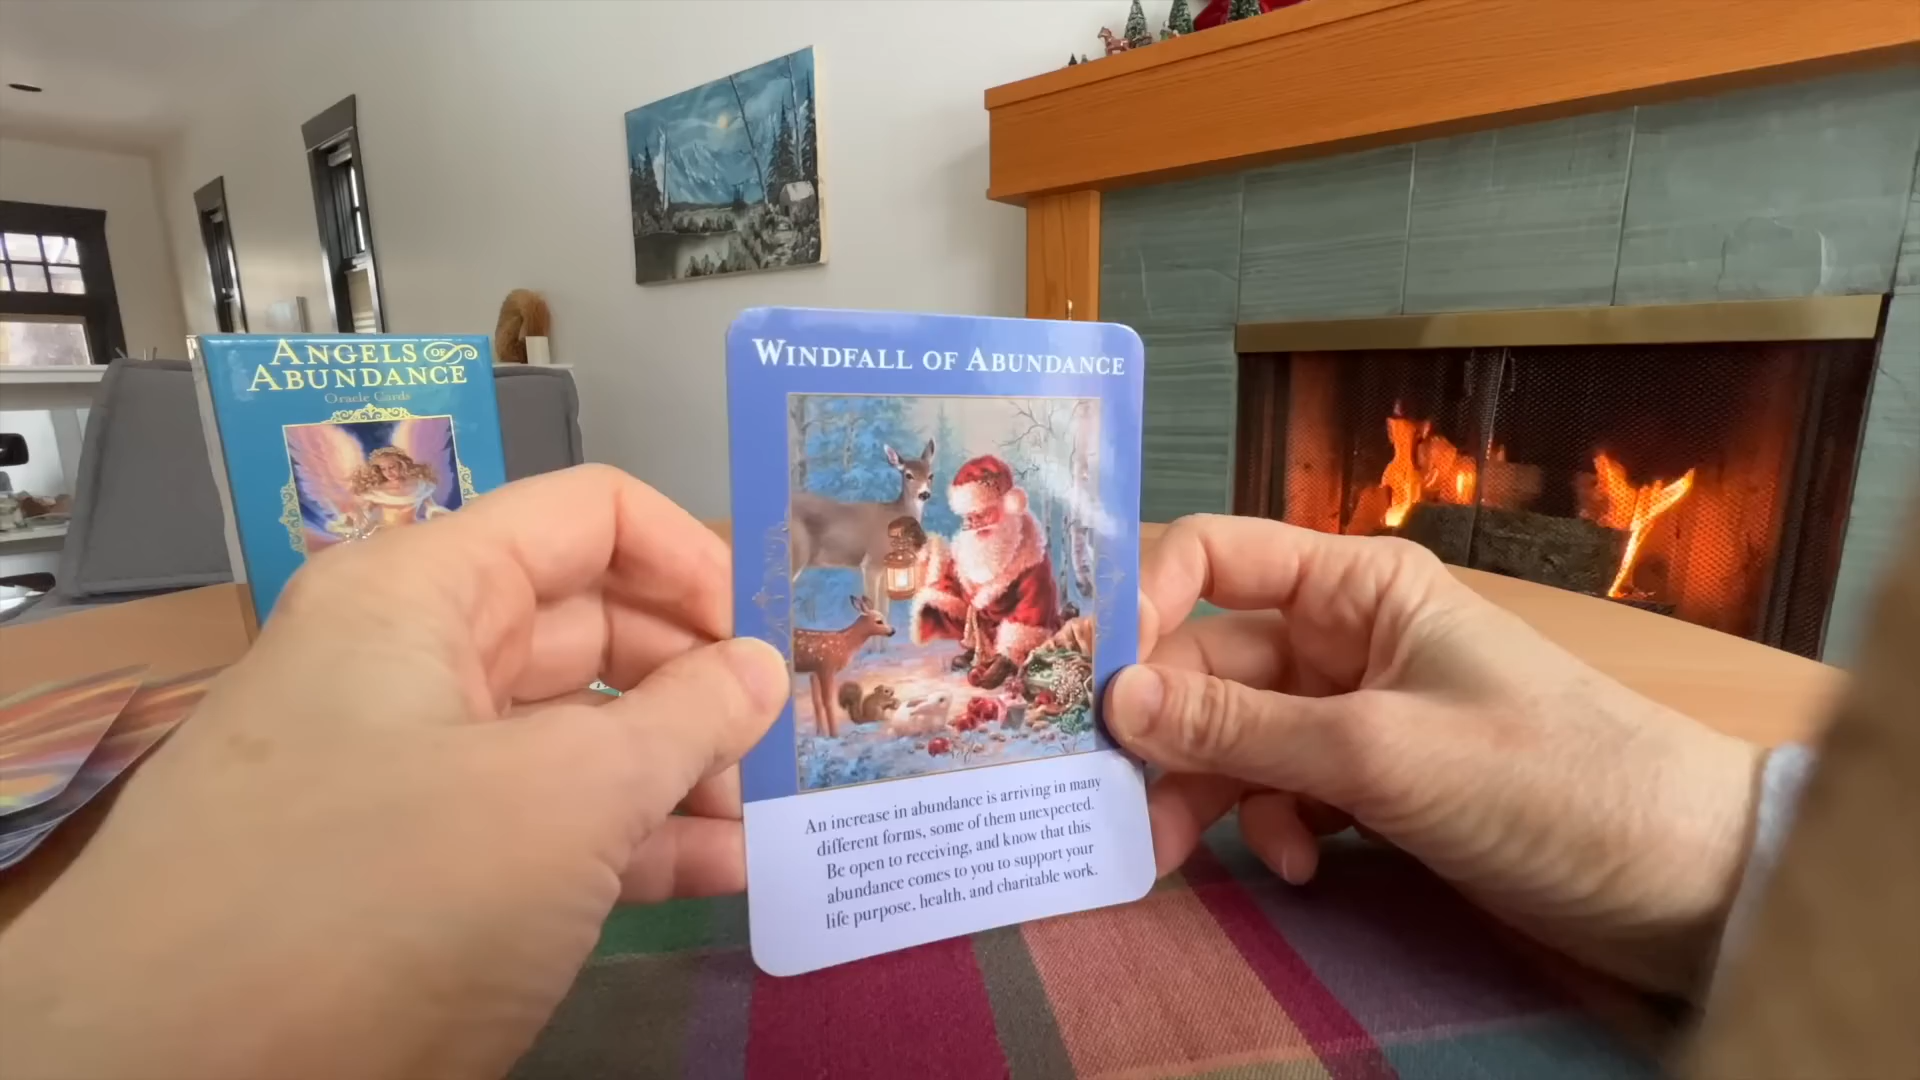 ANGELS OF
ABUNDANCE
Oracle Cards
WINDFALL OF ABUNDANCE
An increase in abundance is arriving in many
different forms, some of them unexpected.
Be open to receiving, and know that this
abundance comes to you to support your
life purpose, health, and charitable work.